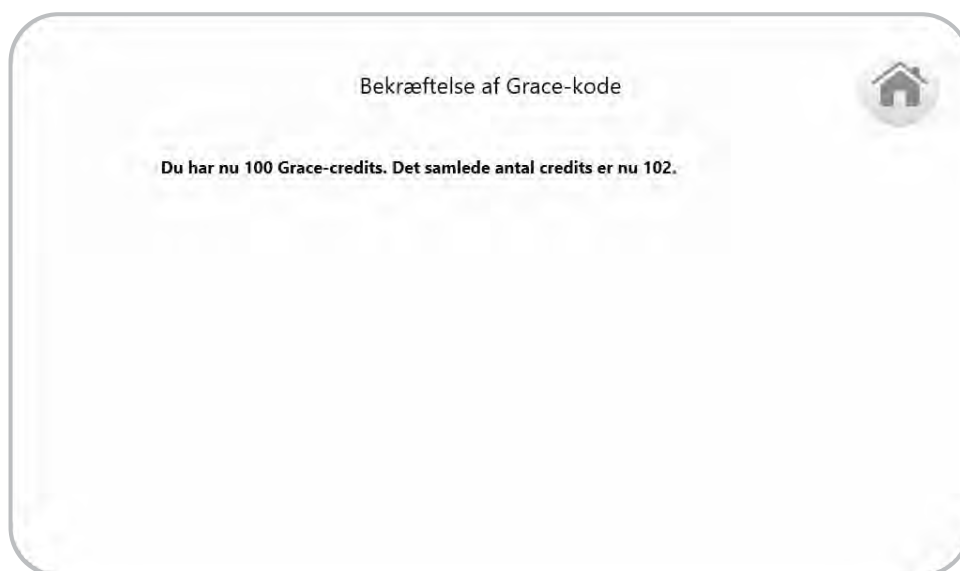 Bekræftelse af Grace-kode
Du har nu 100 Grace-credits. Det samlede antal credits er nu 102.